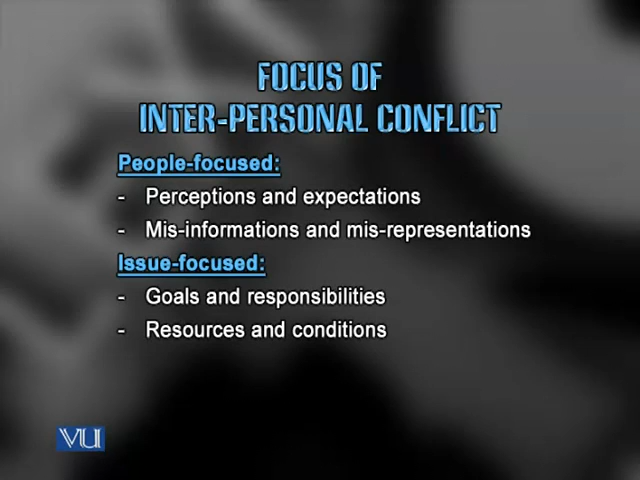 FOCUS OF
INTER-PERSONAL CONFLICT
People-focused:
- Perceptions and expectations
- Mis-informations and mis-representations
Issue-focused:
- Goals and responsibilities
- Resources and conditions
VU